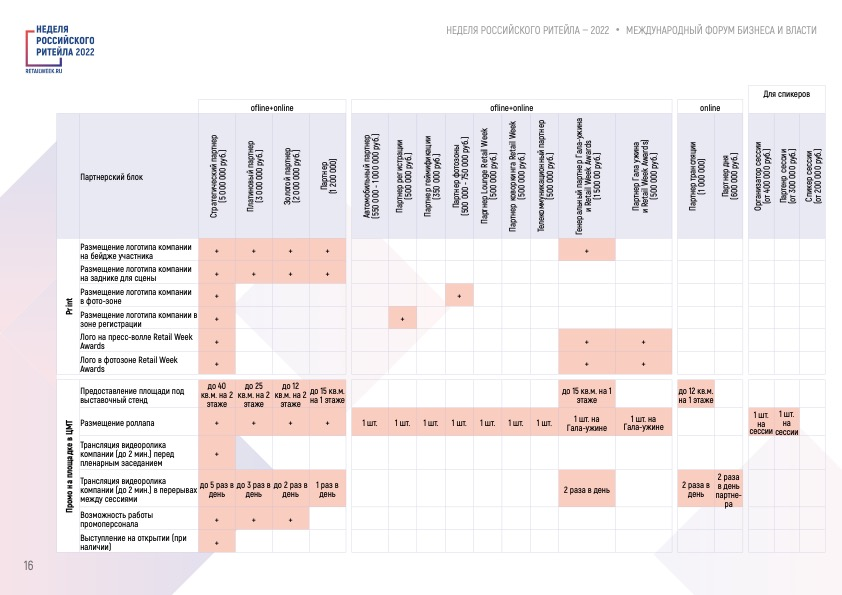 НЕДЕЛЯ
РОССИЙСКОГО
РИТЕЙЛА 2022
RETAILWEEK.RU
НЕДЕЛЯ РОССИЙСКОГО РИТЕЙЛА – 2022 • МЕЖДУНАРОДНЫЙ ФОРУМ БИЗНЕСА И ВЛАСТИ
Для спикеров
ofline+online
ofline+online
online
Партнерский блок
Стратегический партнер
(5 000 000 руб.)
Платиновый партнер
(3 000 000 руб.)
Золотой партнер
(2 000 000 руб.)
Партнер
(1 200 000)
Автомобильный партнер
(550 000 - 1 000 000 руб.)
Партнер регистрации
(500 000 руб.)
Партнер геймификации
(350 000 руб.)
Партнер фотозоны
(500 000 - 750 000 руб.)
Партнер Lounge Retail Week
(500 000 руб.)
Партнер коворкинга Retail Week
(500 000 руб.)
Телекоммуникационный партнер
(500 000 руб.)
Генеральный партнер Гала-ужина
и Retail Week Awards
(1 500 00 руб.)
Партнер Гала ужина
и Retail Week Awards)
(500 000 руб.)
Партнер трансляции
(1 000 000)
Партнер дня
(600 000 руб.)
Организатор сессии
(от 400 000 руб.)
Партенр сессии
(от 300 000 руб.)
Спикер сессии
(от 200 000 руб.)
Print
Размещение логотипа компании
на бейдже участника
+ + + + +
Размещение логотипа компании
на заднике для сцены
+ + + +
Размещение логотипа компании
в фото-зоне
+ +
Размещение логотипа компании в
зоне регистрации
+ +
Лого на пресс-волле Retail Week
Awards
+ + +
Лого в фотозоне Retail Week
Awards
+ + +
Промо на площадке в ЦМТ
Предоставление площади под
выставочный стенд
до 40
кв.м. на 2
этаже
до 25
кв.м. на 2
этаже
до 12
кв.м. на 2
этаже
до 15 кв.м.
на 1 этаже
до 15 кв.м. на 1
этаже
до 12 кв.м.
на 1 этаже
Размещение роллапа
+ + + + 1 шт. 1 шт. 1 шт. 1 шт. 1 шт. 1 шт. 1 шт.
1 шт. на
Гала-ужине
1 шт. на
Гала-ужине
1 шт.
на
сессии
1 шт.
на
сессии
Трансляция видеоролика
компании (до 2 мин.) перед
пленарным заседанием
+
Трансляция видеоролика
компании (до 2 мин.) в перерывах
между сессиями
до 5 раз в
день
до 3 раз в
день
до 2 раз в
день
1 раз в
день
2 раза в день
2 раза в
день
2 раза
в день
партне-
ра
Возможность работы
промоперсонала
+ + +
Выступление на открытии (при
наличии)
+
16